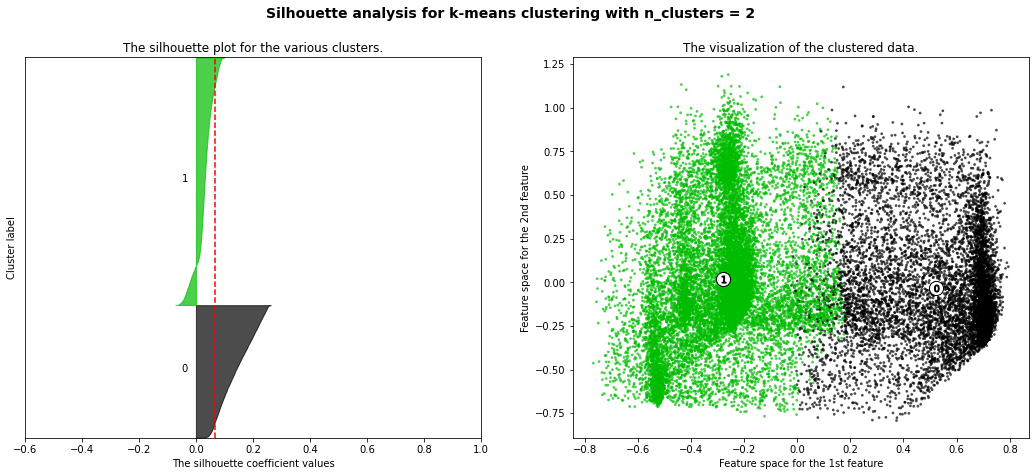 Silhouette analysis for k-means clustering with n_clusters = 2
The silhouette plot for the various clusters.
Cluster label
1
0
−0.6 −0.4 −0.2 0.0 0.2 0.4 0.6 0.8 1.0
The silhouette coefficient values
The visualization of the clustered data.
Feature space for the 2nd feature
1.25
1.00
0.75
0.50
0.25
0.00
−0.25
−0.50
−0.75
1
0
−0.8 −0.6 −0.4 −0.2 0.0 0.2 0.4 0.6 0.8
Feature space for the 1st feature